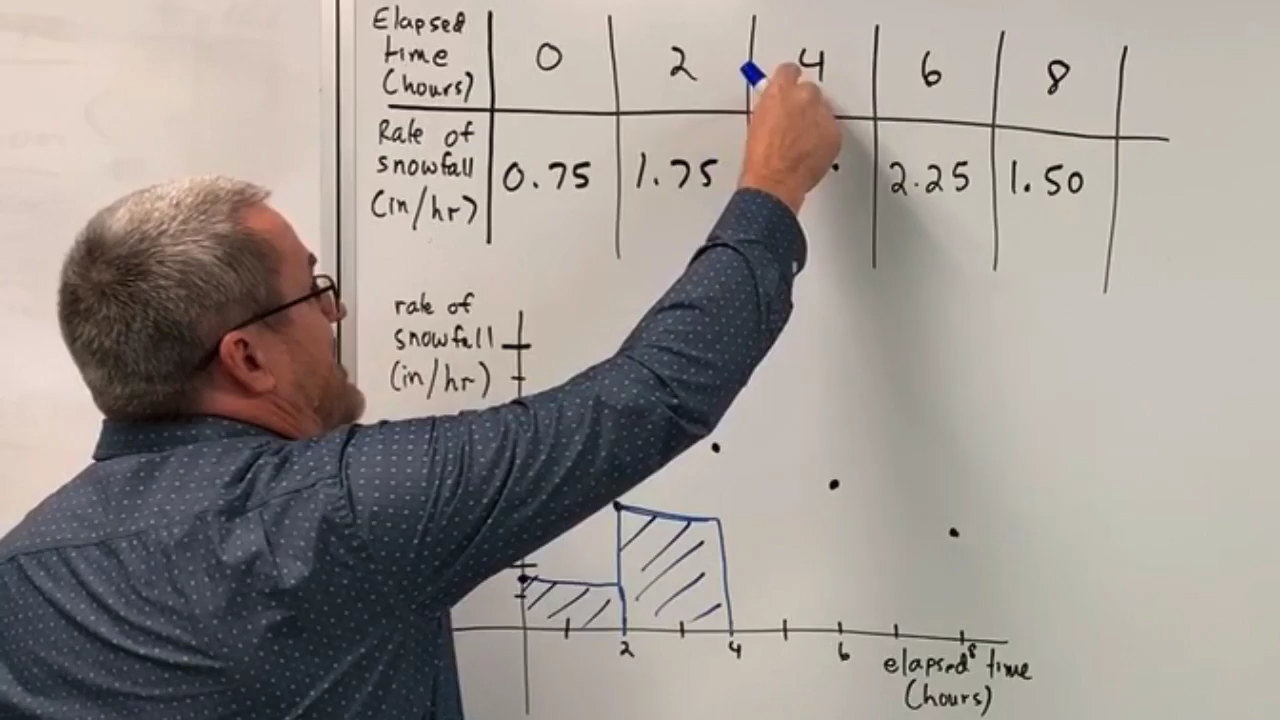 Elapsed
time
(hours)
0 2 4 6 8
Rate of
snowfall
(in/hr)
0.75 1.75 2.25 1.50
rate of
snowfall
(in/hr)
2 4 6 8
elapsed time
(hours)